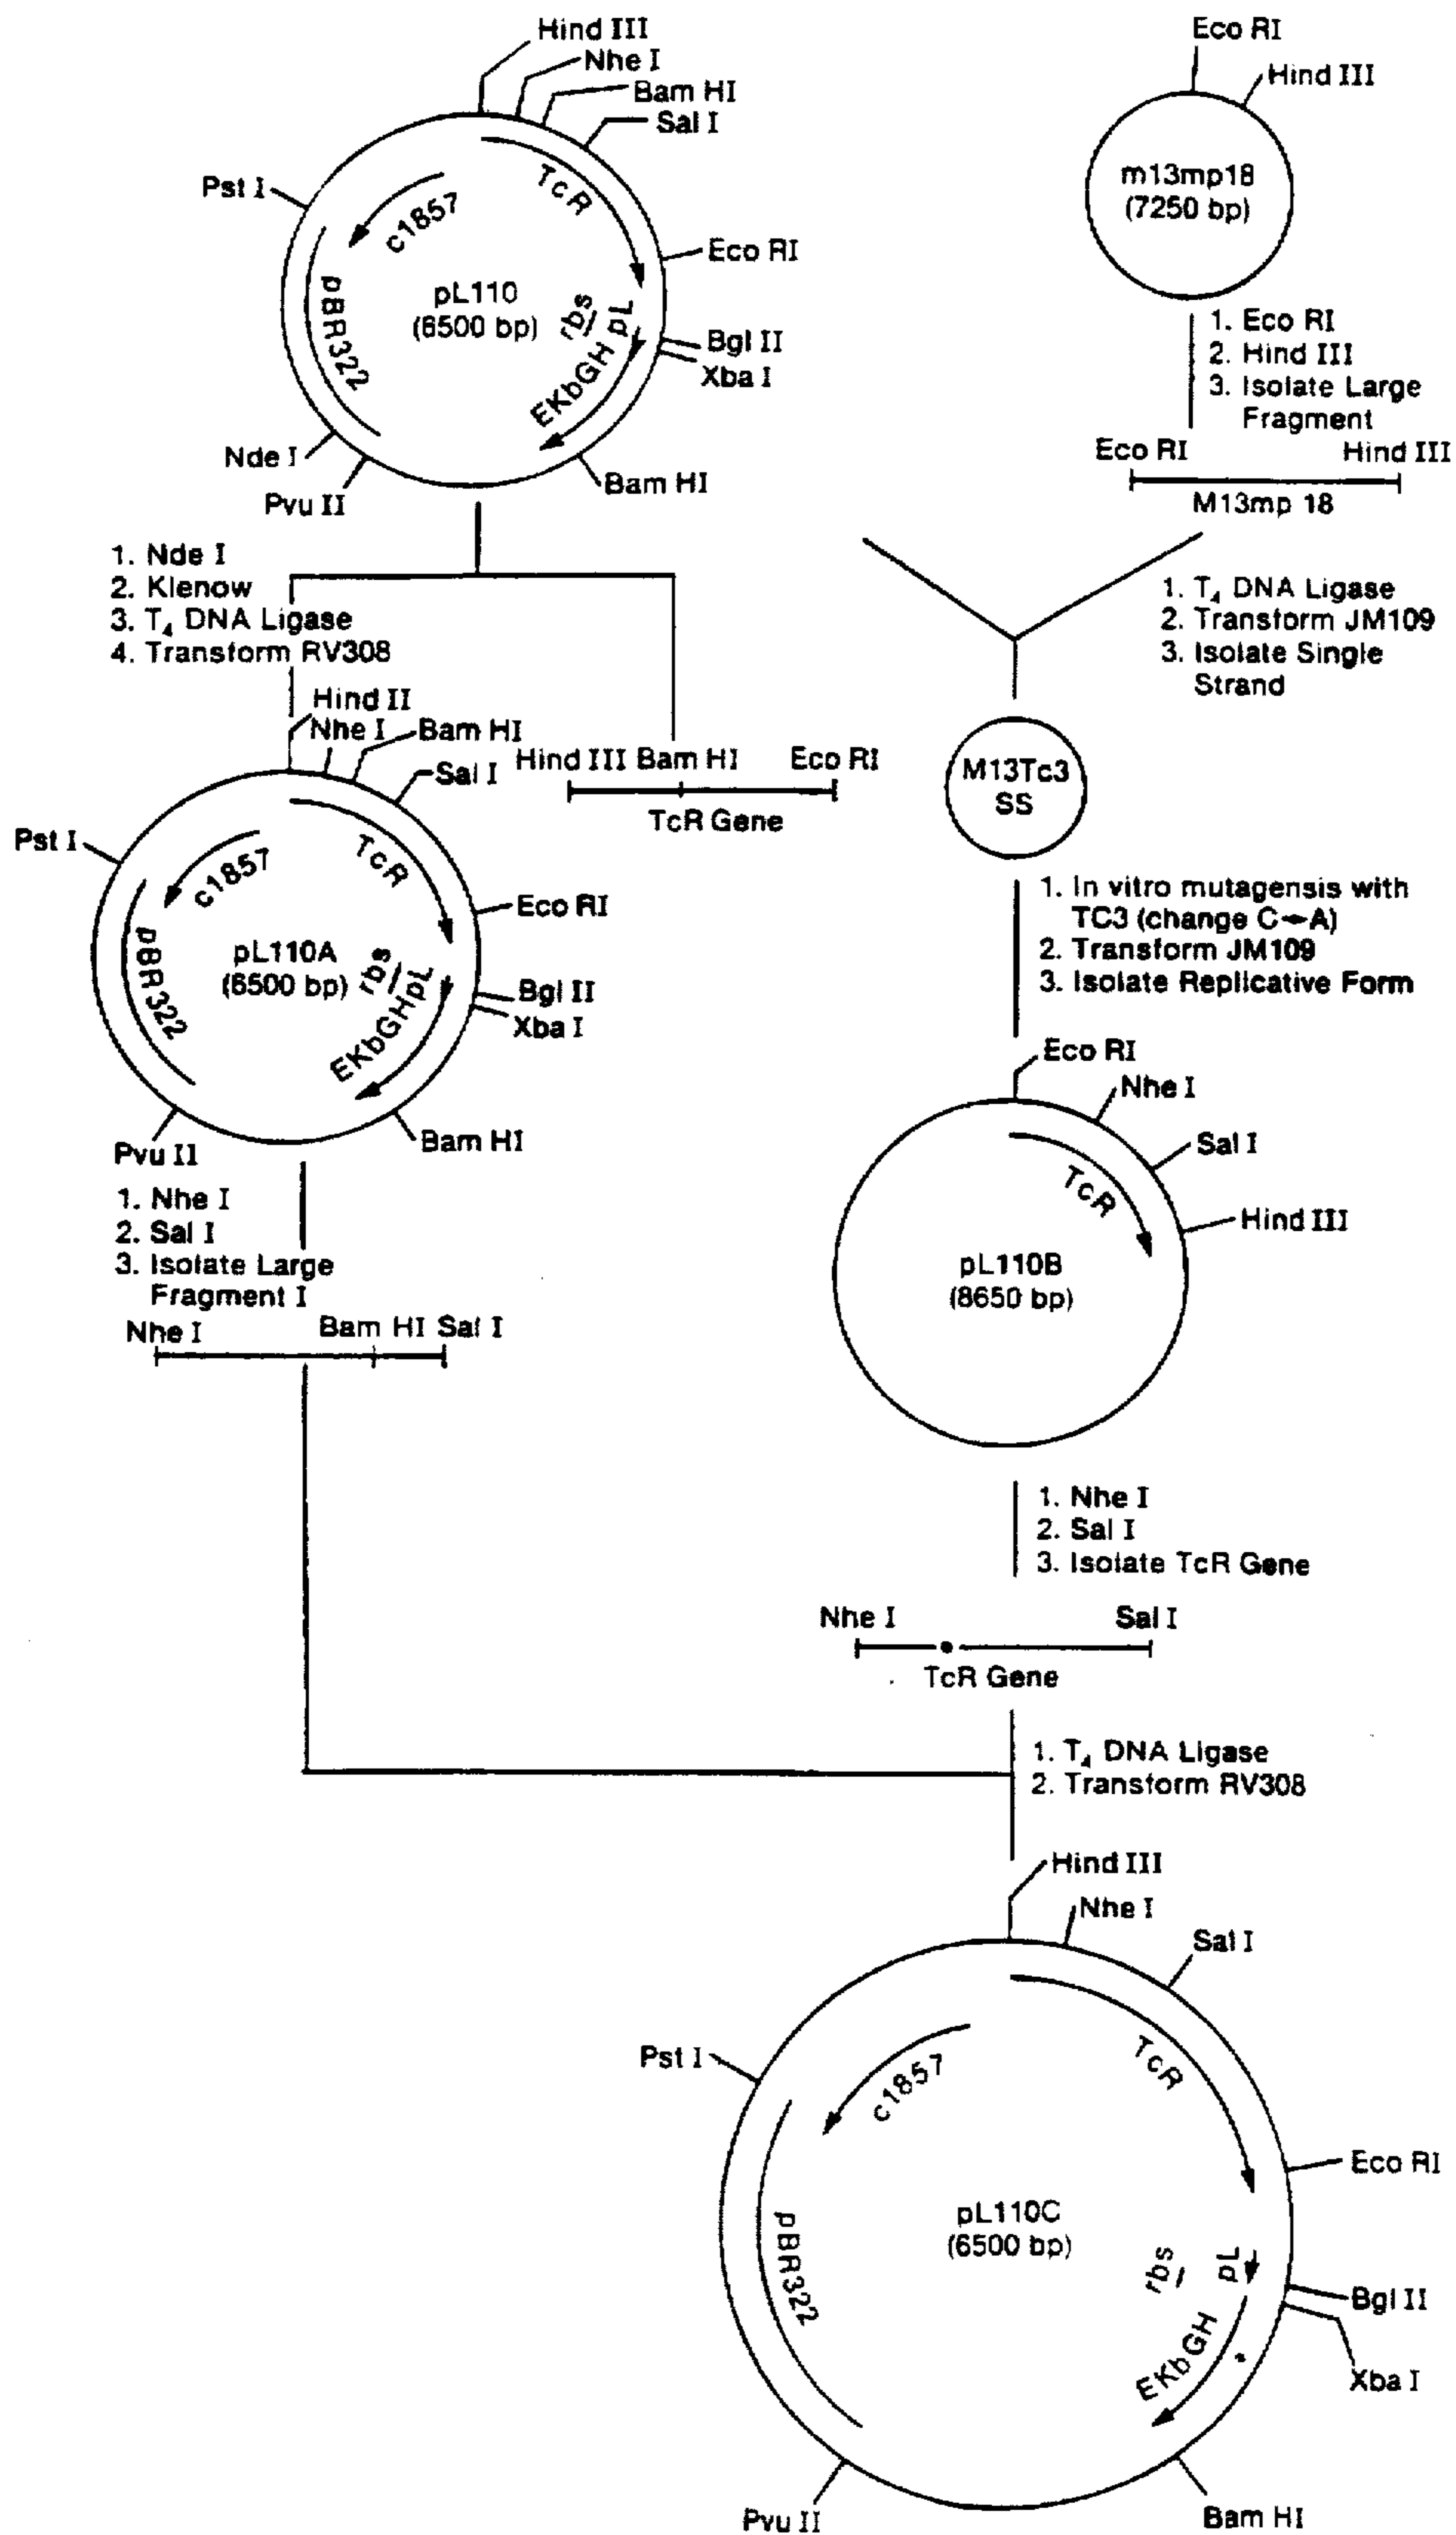 Hind III
Nhe I
Bam HI
Sal I
Pst I
c1857
TcR
Eco RI
pBR322
pL110
(6500 bp)
rbs
pL
EKbGH
Bgl II
Xba I
Nde I
Pvu II
Bam HI
Eco RI
Hind III
m13mp18
(7250 bp)
1. Eco RI
2. Hind III
3. Isolate Large
Fragment
Eco RI Hind III
M13mp 18
1. Nde I
2. Klenow
3. T4 DNA Ligase
4. Transform RV308
1. T4 DNA Ligase
2. Transform JM109
3. Isolate Single
Strand
Hind II
Nhe I
Bam HI
Sal I
Hind III Bam HI Eco RI
TcR Gene
M13Tc3
SS
Pst I
c1857
TcR
Eco RI
pBR322
pL110A
(6500 bp)
rbs
pL
EKbGH
Bgl II
Xba I
Pvu II
Bam HI
1. In vitro mutagensis with
TC3 (change C→A)
2. Transform JM109
3. Isolate Replicative Form
Eco RI
Nhe I
Sal I
TcR
Hind III
pL110B
(8650 bp)
1. Nhe I
2. Sal I
3. Isolate Large
Fragment I
Nhe I Bam HI Sal I
1. Nhe I
2. Sal I
3. Isolate TcR Gene
Nhe I Sal I
TcR Gene
1. T4 DNA Ligase
2. Transform RV308
Hind III
Nhe I
Sal I
Pst I
c1857
TcR
Eco RI
pBR322
pL110C
(6500 bp)
rbs
pL
EKbGH
Bgl II
Xba I
Pvu II
Bam HI